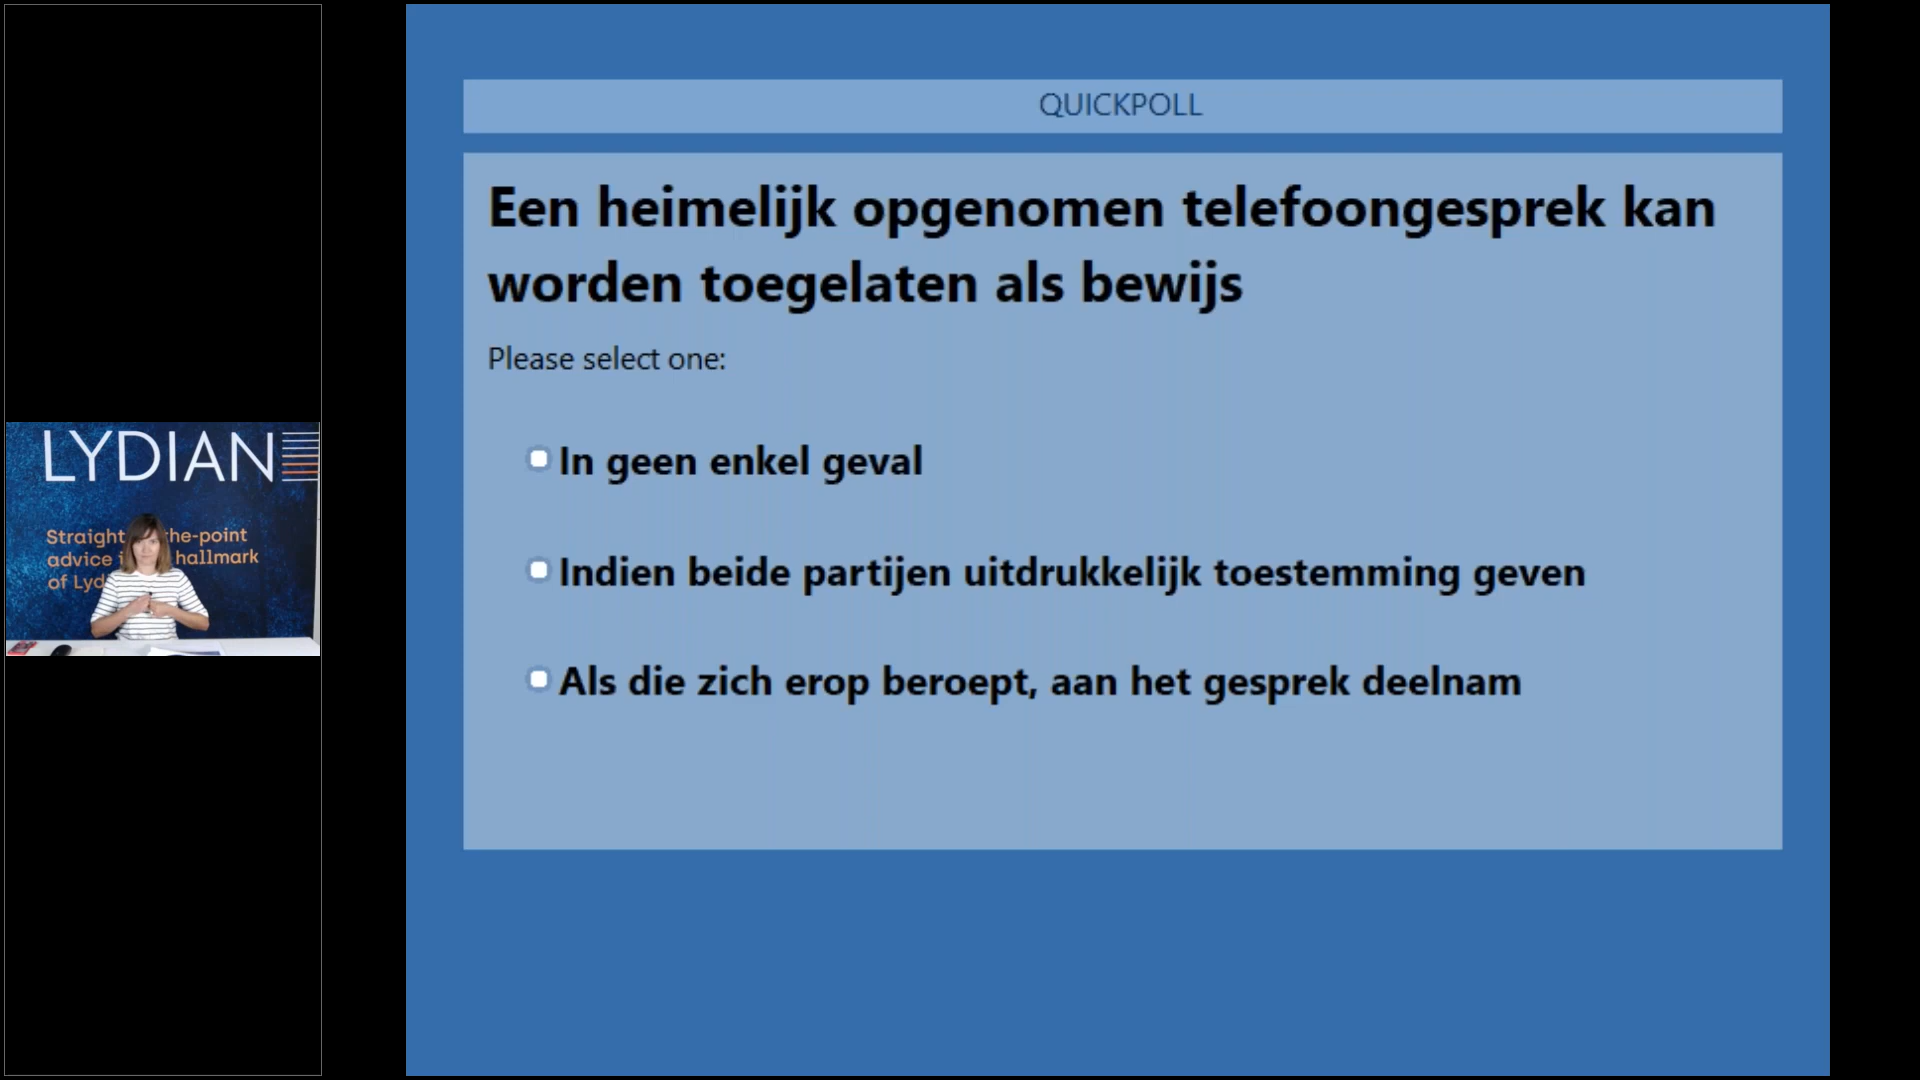 LYDIAN
Straight the-point
advice hallmark
of Lyd
QUICKPOLL
Een heimelijk opgenomen telefoongesprek kan
worden toegelaten als bewijs
Please select one:
In geen enkel geval
Indien beide partijen uitdrukkelijk toestemming geven
Als die zich erop beroept, aan het gesprek deelnam